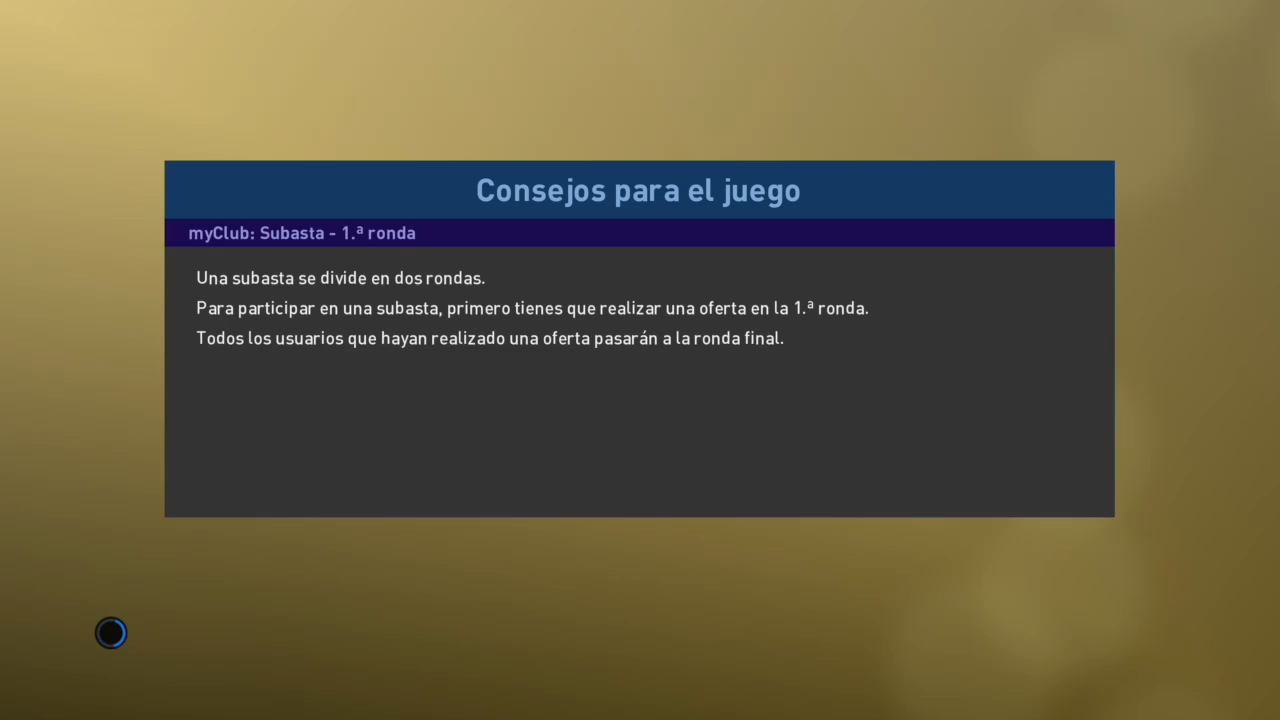 Consejos para el juego
myClub: Subasta - 1.ª ronda
Una subasta se divide en dos rondas.
Para participar en una subasta, primero tienes que realizar una oferta en la 1.ª ronda.
Todos los usuarios que hayan realizado una oferta pasarán a la ronda final.